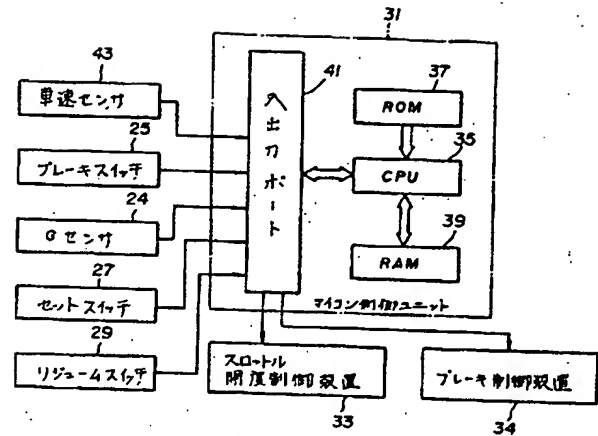 31
43
車速センサ
25
ブレーキスイッチ
24
Gセンサ
27
セットスイッチ
29
リジュームスイッチ
41
入出力ポート
37
ROM
35
CPU
39
RAM
マイコン制御ユニット
スロットル
開度制御装置
33
ブレーキ制御装置
34